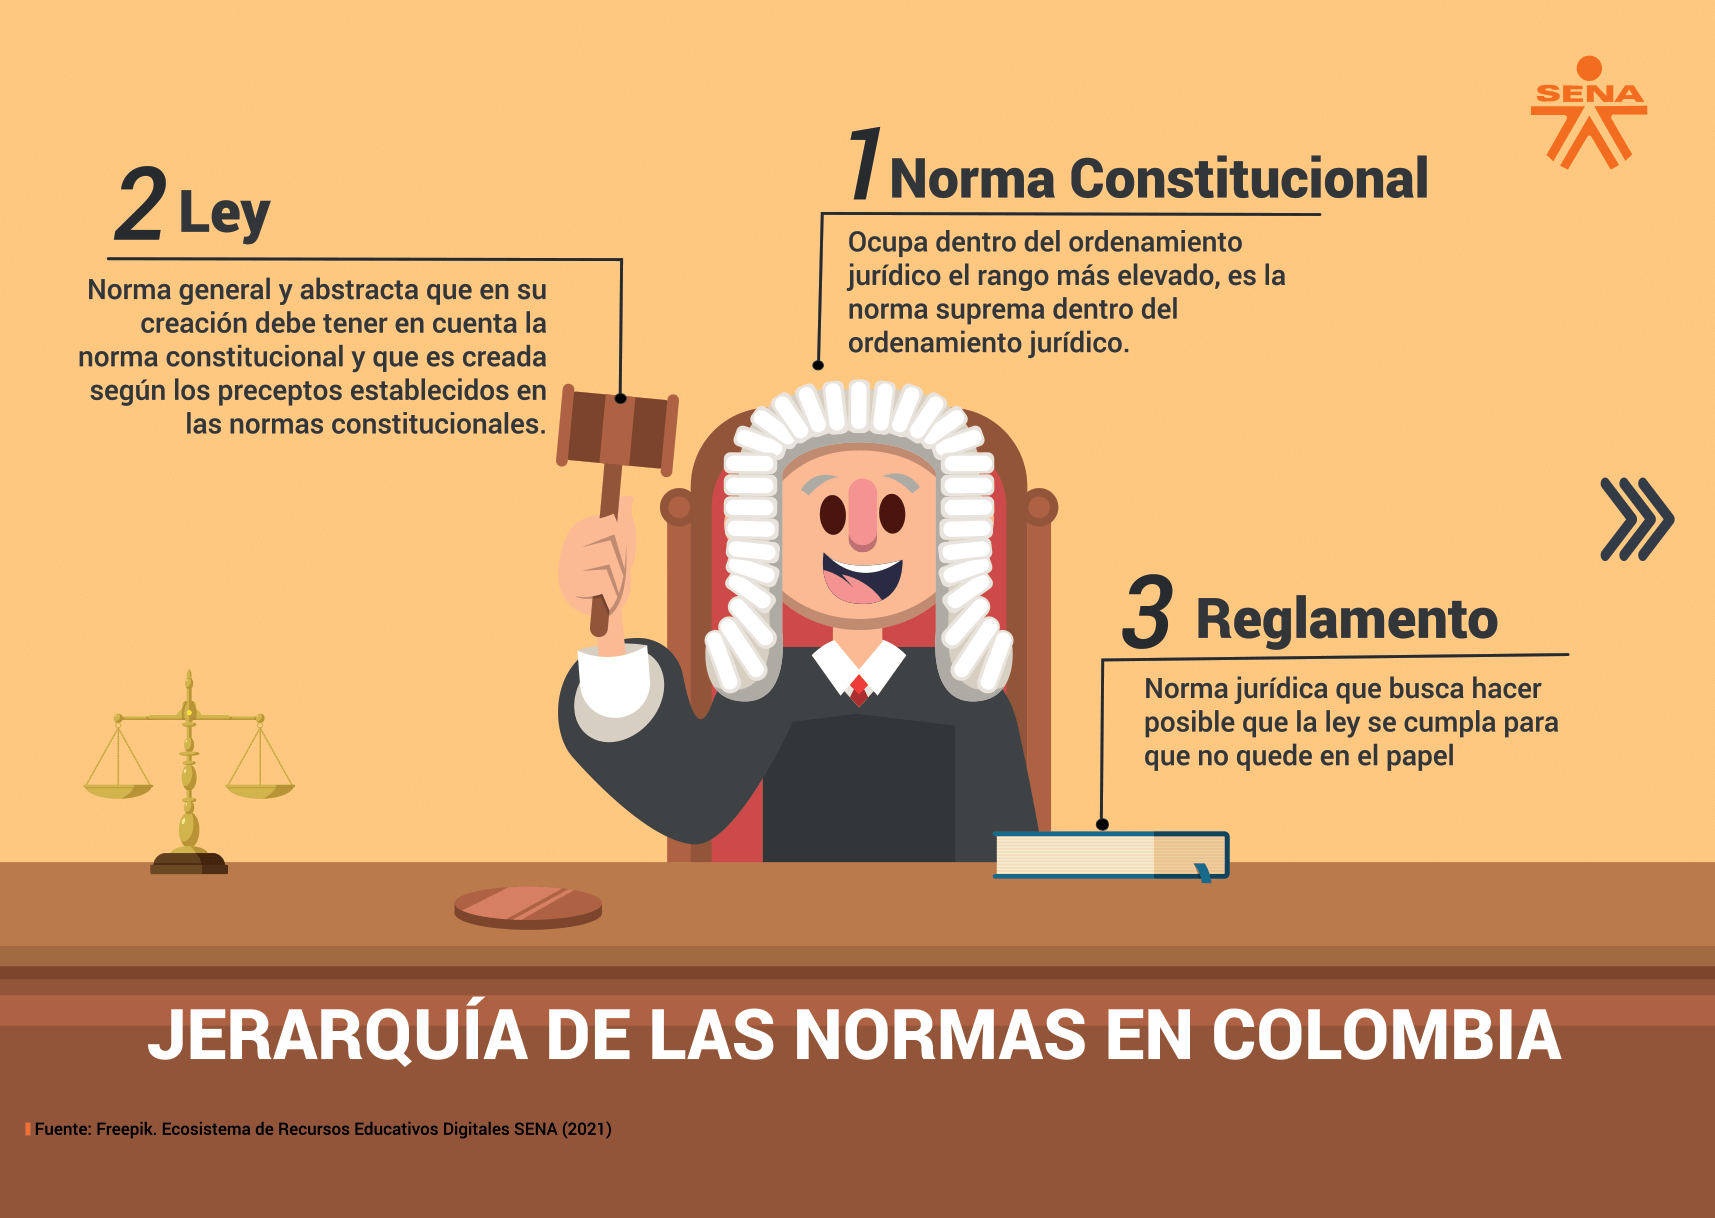 SENA
1 Norma Constitucional
Ocupa dentro del ordenamiento
jurídico el rango más elevado, es la
norma suprema dentro del
ordenamiento jurídico.
2 Ley
Norma general y abstracta que en su
creación debe tener en cuenta la
norma constitucional y que es creada
según los preceptos establecidos en
las normas constitucionales.
3 Reglamento
Norma jurídica que busca hacer
posible que la ley se cumpla para
que no quede en el papel
JERARQUÍA DE LAS NORMAS EN COLOMBIA
Fuente: Freepik. Ecosistema de Recursos Educativos Digitales SENA (2021)